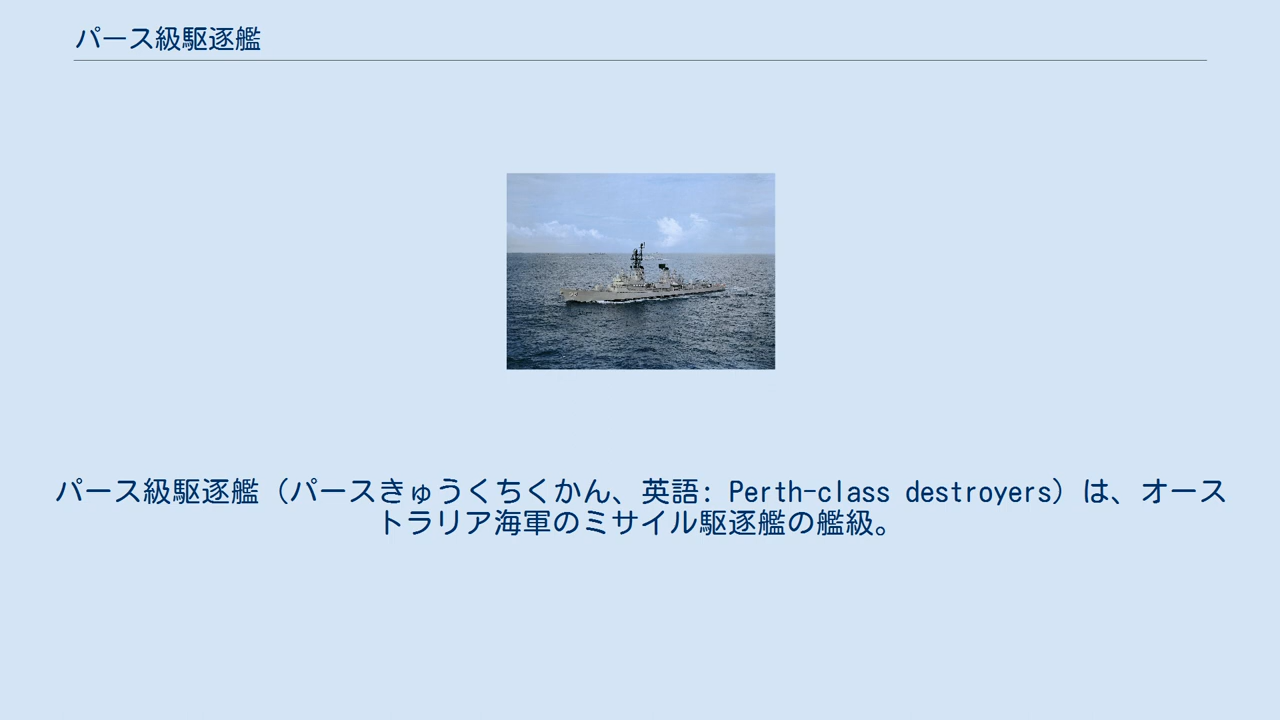 パース級駆逐艦
パース級駆逐艦（パースきゅうくちくかん、英語: Perth-class destroyers）は、オース
トラリア海軍のミサイル駆逐艦の艦級。